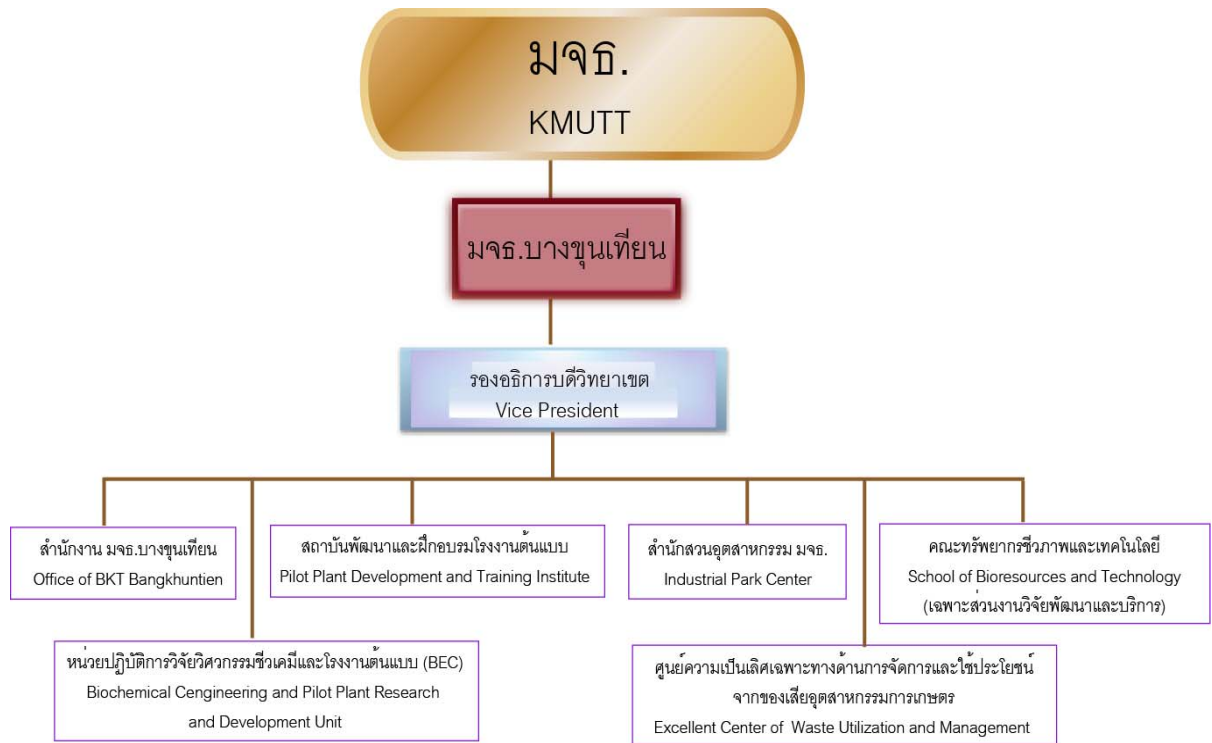 มจธ.
KMUTT
มจธ.บางขุนเทียน
รองอธิการบดีวิทยาเขต
Vice President
สำนักงาน มจธ.บางขุนเทียน
Office of BKT Bangkhuntien
สถาบันพัฒนาและฝึกอบรมโรงงานต้นแบบ
Pilot Plant Development and Training Institute
สำนักสวนอุตสาหกรรม มจธ.
Industrial Park Center
คณะทรัพยากรชีวภาพและเทคโนโลยี
School of Bioresources and Technology
(เฉพาะส่วนงานวิจัยพัฒนาและบริการ)
หน่วยปฏิบัติการวิจัยวิศวกรรมชีวเคมีและโรงงานต้นแบบ (BEC)
Biochemical Cengineering and Pilot Plant Research
and Development Unit
ศูนย์ความเป็นเลิศเฉพาะทางด้านการจัดการและใช้ประโยชน์
จากของเสียอุตสาหกรรมการเกษตร
Excellent Center of Waste Utilization and Management